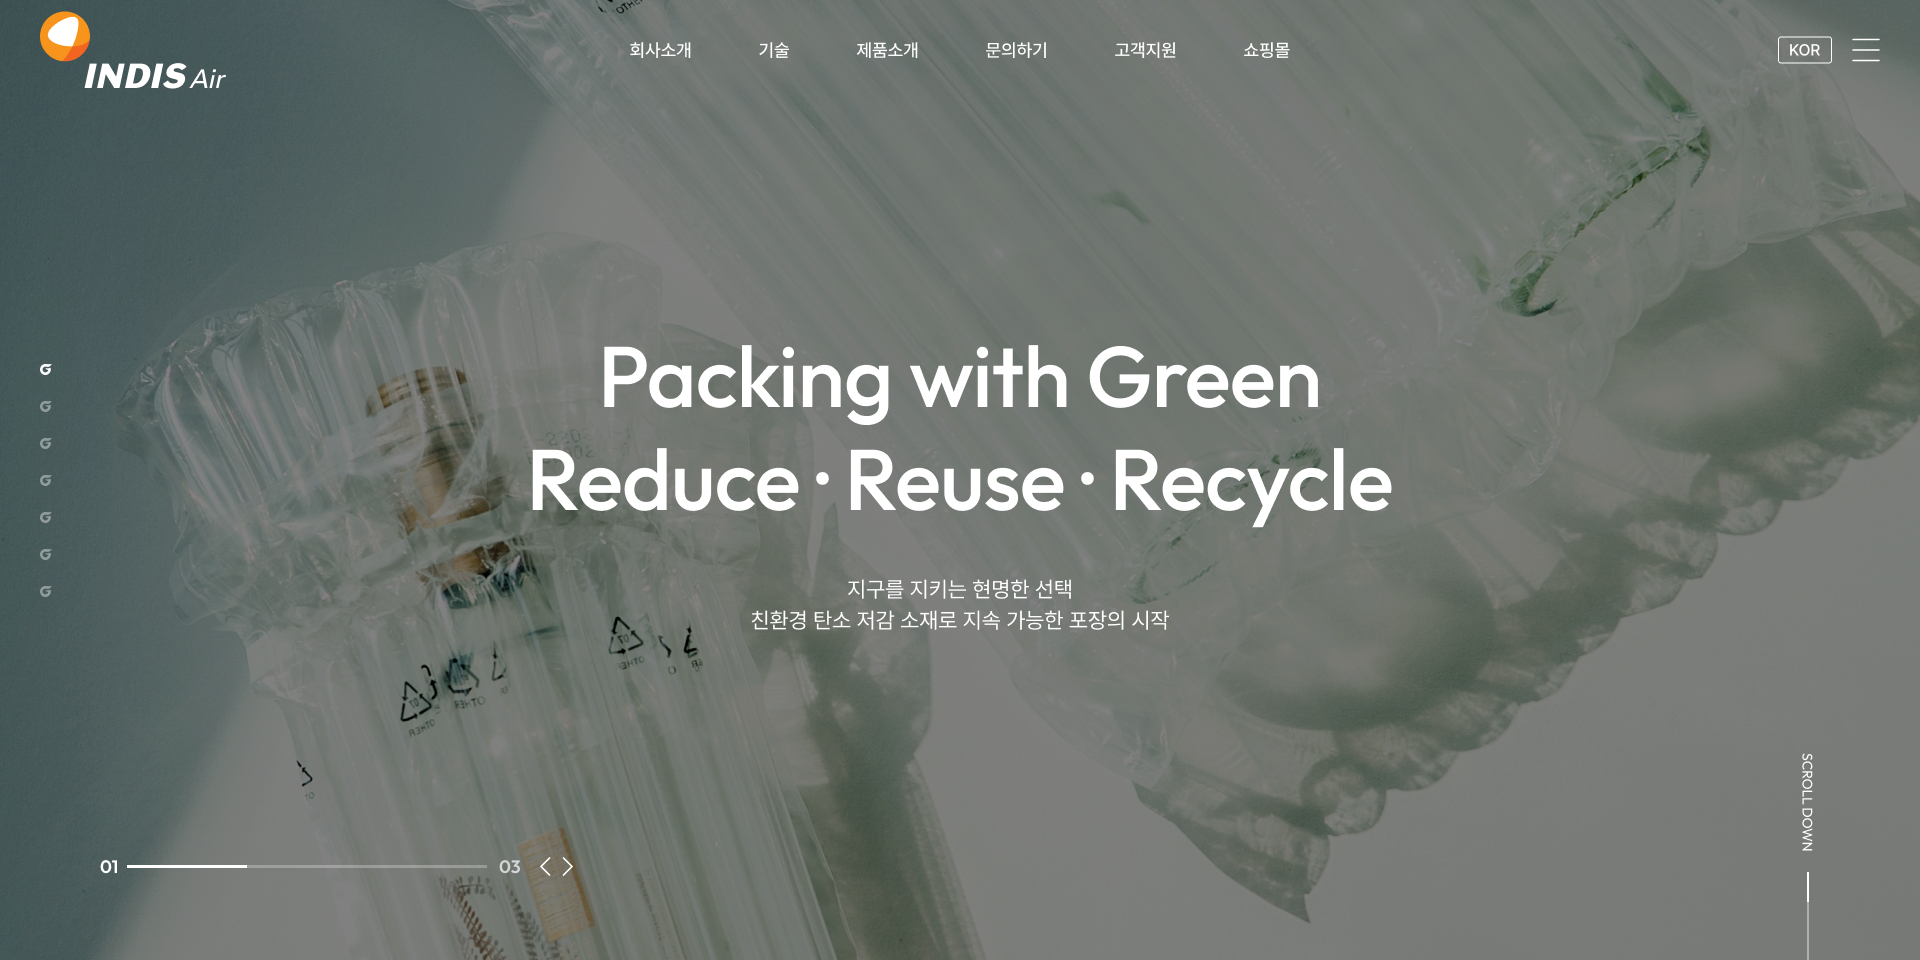 INDIS Air
회사소개
기술
제품소개
문의하기
고객지원
쇼핑몰
KOR
Packing with Green
Reduce · Reuse · Recycle
지구를 지키는 현명한 선택
친환경 탄소 저감 소재로 지속 가능한 포장의 시작
OTHER
OTHER
OTHER
SCROLL DOWN
01
03